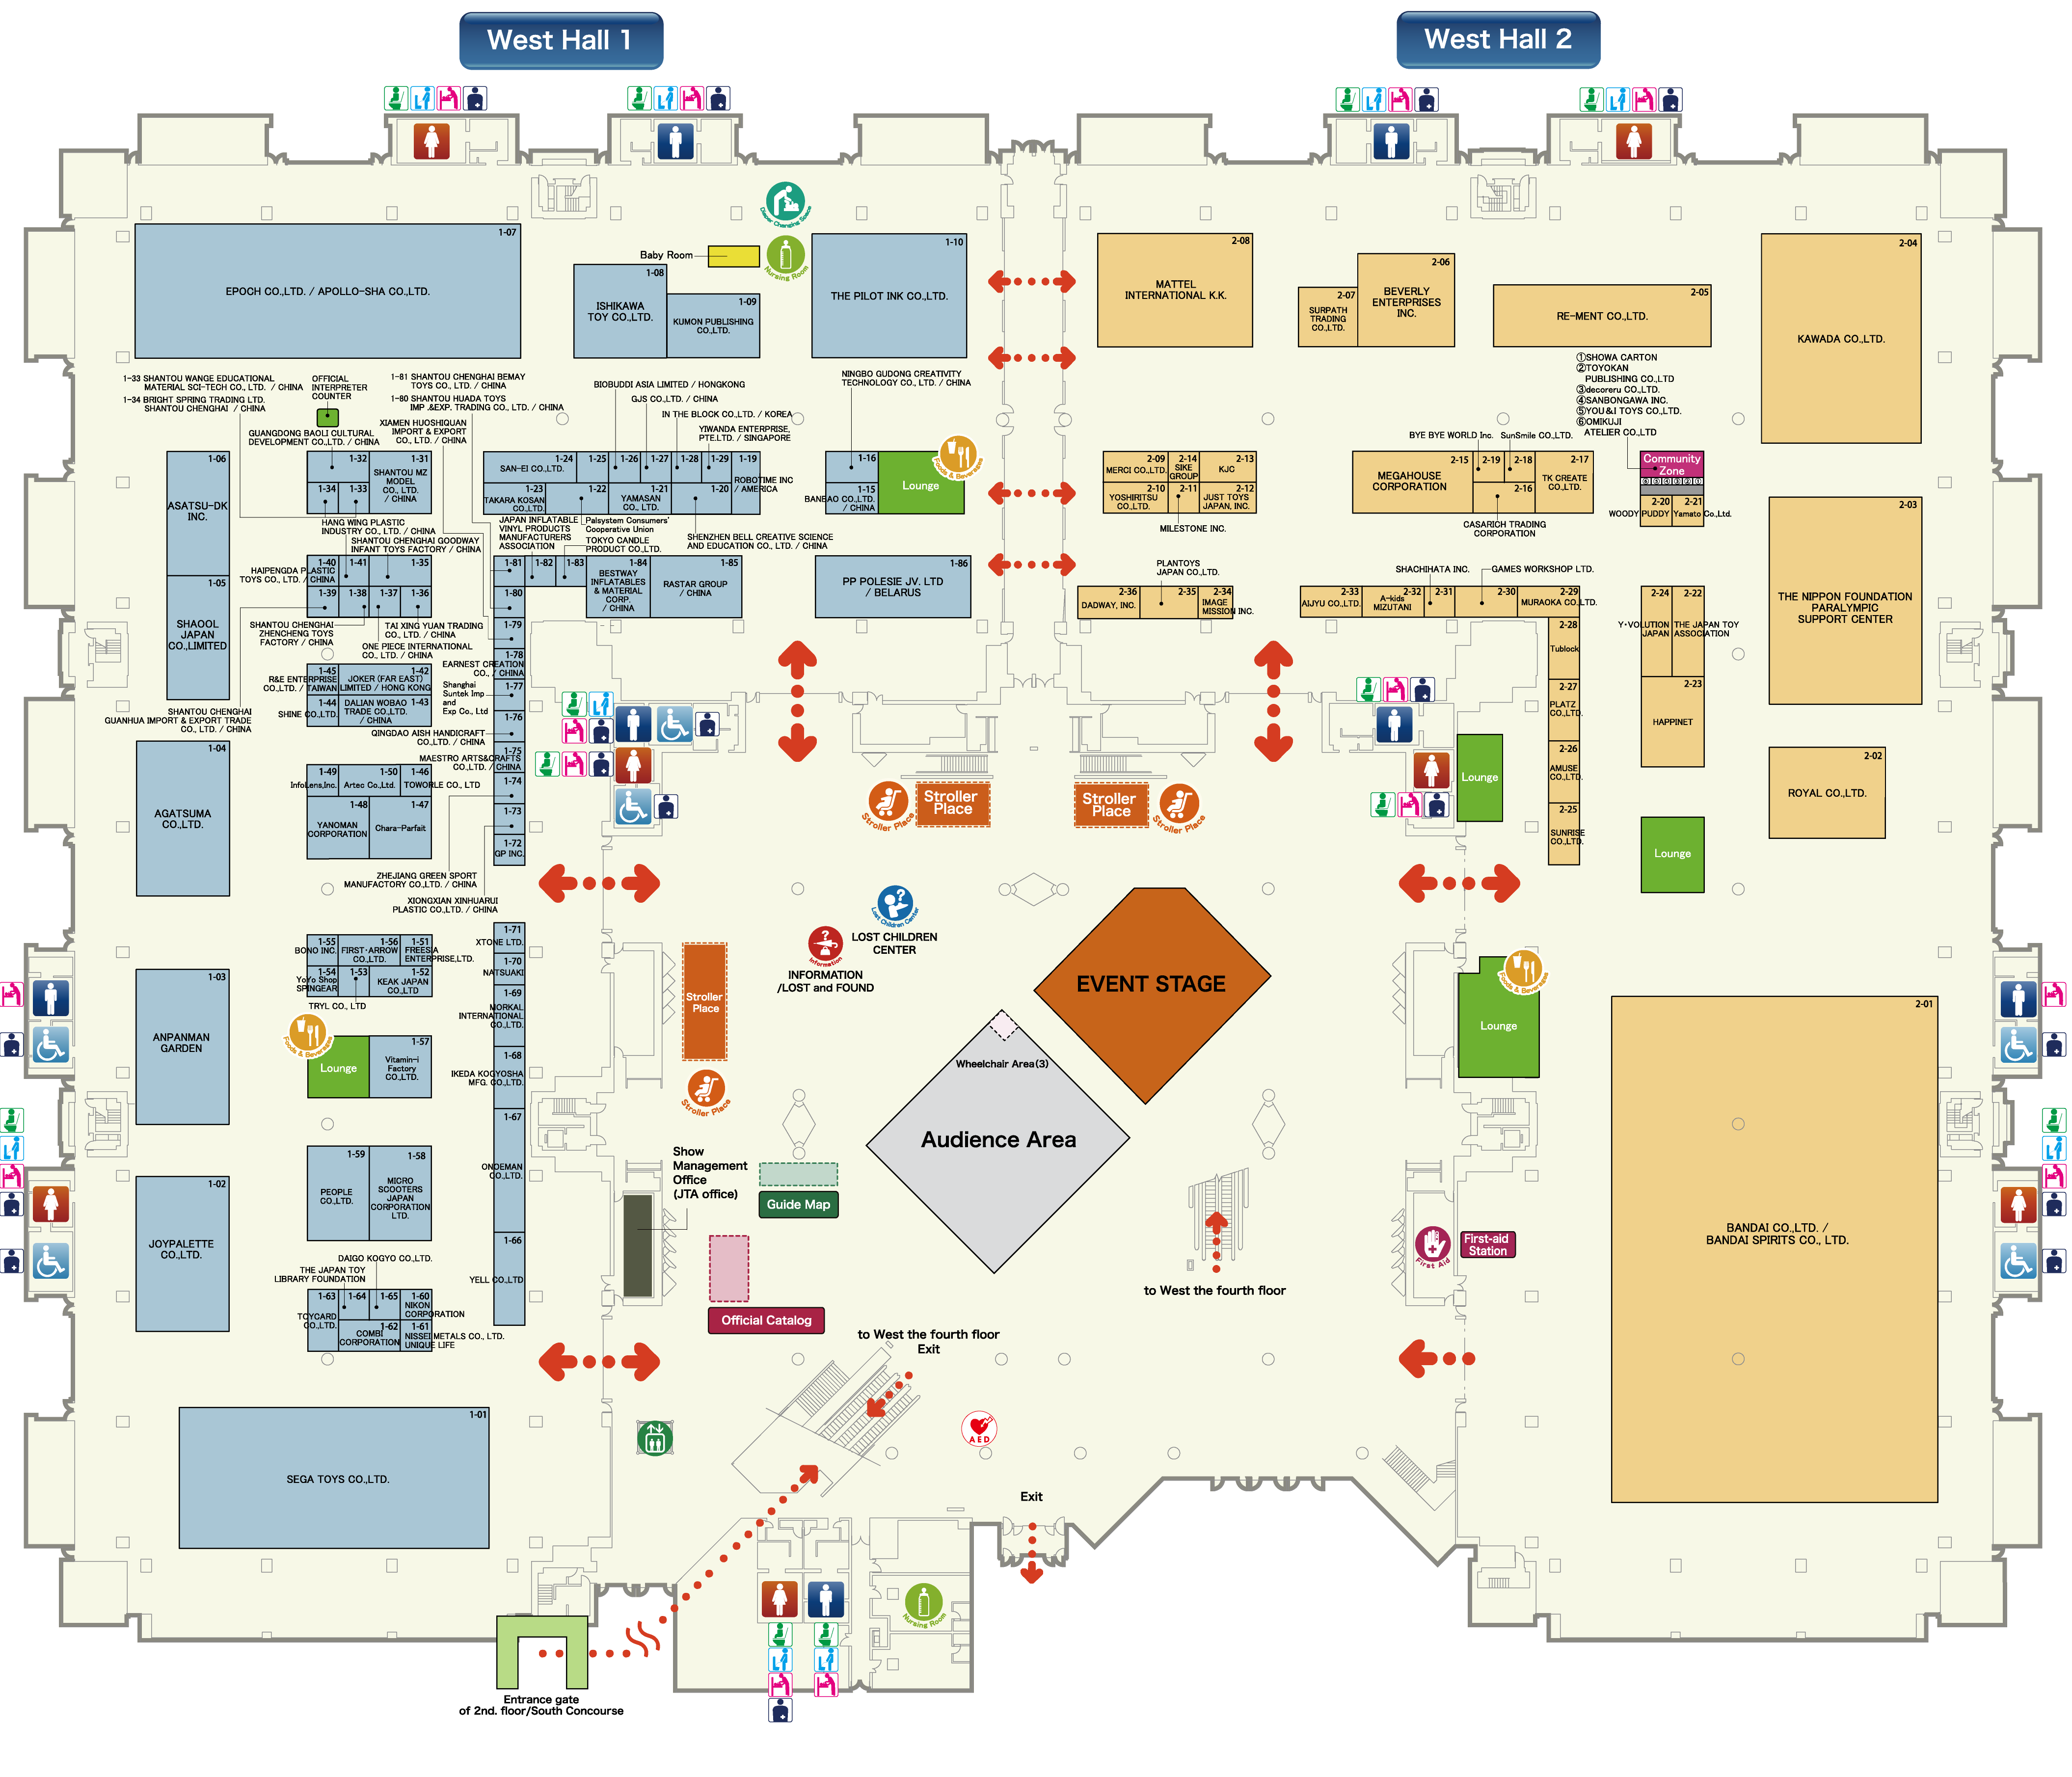 West Hall 1
West Hall 2
1-07
EPOCH CO.,LTD. / APOLLO-SHA CO.,LTD.
Diaper Changing Space
Baby Room
Nursing Room
1-08
ISHIKAWA
TOY CO.,LTD.
1-09
KUMON PUBLISHING
CO.,LTD.
1-10
THE PILOT INK CO.,LTD.
2-08
MATTEL
INTERNATIONAL K.K.
2-07
SURPATH
TRADING
CO.,LTD.
2-06
BEVERLY
ENTERPRISES
INC.
2-05
RE-MENT CO.,LTD.
2-04
KAWADA CO.,LTD.
①SHOWA CARTON
②TOYOKAN
PUBLISHING CO.,LTD
③decoreru CO.,LTD.
④SANBONGAWA INC.
⑤YOU&I TOYS CO.,LTD.
⑥OMIKUJI
ATELIER CO.,LTD
1-33 SHANTOU WANGE EDUCATIONAL
MATERIAL SCI-TECH CO., LTD. / CHINA
1-34 BRIGHT SPRING TRADING LTD.
SHANTOU CHENGHAI / CHINA
OFFICIAL
INTERPRETER
COUNTER
1-81 SHANTOU CHENGHAI BEMAY
TOYS CO., LTD. / CHINA
1-80 SHANTOU HUADA TOYS
IMP .&EXP. TRADING CO., LTD. / CHINA
XIAMEN HUOSHIQUAN
IMPORT & EXPORT
CO., LTD. / CHINA
GUANGDONG BAOLI CULTURAL
DEVELOPMENT CO.,LTD. / CHINA
BIOBUDDI ASIA LIMITED / HONGKONG
GJS CO.,LTD. / CHINA
IN THE BLOCK CO.,LTD. / KOREA
YIWANDA ENTERPRISE,
PTE.LTD. / SINGAPORE
NINGBO GUDONG CREATIVITY
TECHNOLOGY CO., LTD. / CHINA
1-06
ASATSU-DK
INC.
1-05
SHAOOL
JAPAN
CO.,LIMITED
1-32
1-31
SHANTOU MZ
MODEL
CO., LTD.
/ CHINA
1-34
1-33
HANG WING PLASTIC
INDUSTRY CO., LTD. / CHINA
SHANTOU CHENGHAI GOODWAY
INFANT TOYS FACTORY / CHINA
1-24
SAN-EI CO.,LTD.
1-25
1-26
1-27
1-28
1-29
1-19
ROBOTIME INC
/ AMERICA
1-23
TAKARA KOSAN
CO.,LTD.
1-22
1-21
YAMASAN
CO.,LTD.
1-20
JAPAN INFLATABLE
VINYL PRODUCTS
MANUFACTURERS
ASSOCIATION
Palsystem Consumers'
Cooperative Union
TOKYO CANDLE
PRODUCT CO.,LTD.
SHENZHEN BELL CREATIVE SCIENCE
AND EDUCATION CO., LTD. / CHINA
1-16
1-15
BANBAO CO.,LTD.
/ CHINA
Lounge
Foods & Beverages
2-09
MERCI CO.,LTD.
2-14
SIKE
GROUP
2-13
KJC
2-10
YOSHIRITSU
CO.,LTD.
2-11
2-12
JUST TOYS
JAPAN, INC.
MILESTONE INC.
BYE BYE WORLD Inc.
SunSmile CO.,LTD.
2-15
MEGAHOUSE
CORPORATION
2-19
2-18
2-17
TK CREATE
CO.,LTD.
2-16
CASARICH TRADING
CORPORATION
Community
Zone
①②③④⑤⑥
2-20
WOODY PUDDY
2-21
Yamato Co.,Ltd.
2-03
THE NIPPON FOUNDATION
PARALYMPIC
SUPPORT CENTER
1-40
1-41
1-35
HAIPENGDA PLASTIC
TOYS CO., LTD. / CHINA
1-39
1-38
1-37
1-36
SHANTOU CHENGHAI
ZHENCHENG TOYS
FACTORY / CHINA
TAI XING YUAN TRADING
CO., LTD. / CHINA
ONE PIECE INTERNATIONAL
CO., LTD. / CHINA
1-81
1-82
1-83
1-84
BESTWAY
INFLATABLES
& MATERIAL
CORP.
/ CHINA
1-85
RASTAR GROUP
/ CHINA
1-86
PP POLESIE JV. LTD
/ BELARUS
1-80
1-79
1-78
EARNEST CREATION
CO., / CHINA
Shanghai
Suntek Imp
and
Exp Co., Ltd
1-77
1-76
QINGDAO AISH HANDICRAFT
CO.,LTD. / CHINA
1-75
MAESTRO ARTS&CRAFTS
CO.,LTD. / CHINA
1-74
1-73
1-72
GP INC.
PLANTOYS
JAPAN CO.,LTD.
2-36
DADWAY, INC.
2-35
2-34
IMAGE
MISSION INC.
SHACHIHATA INC.
GAMES WORKSHOP LTD.
2-33
AIJYU CO.,LTD.
2-32
A-kids
MIZUTANI
2-31
2-30
2-29
MURAOKA CO.,LTD.
2-28
Tublock
2-27
PLATZ
CO.,LTD.
2-26
AMUSE
CO.,LTD.
2-25
SUNRISE
CO.,LTD.
2-24
Y·VOLUTION
JAPAN
2-22
THE JAPAN TOY
ASSOCIATION
2-23
HAPPINET
2-02
ROYAL CO.,LTD.
Lounge
Lounge
1-45
R&E ENTERPRISE
CO.,LTD. / TAIWAN
1-42
JOKER (FAR EAST)
LIMITED / HONG KONG
1-44
SHINE CO.,LTD.
1-43
DALIAN WOBAO
TRADE CO.,LTD.
/ CHINA
SHANTOU CHENGHAI
GUANHUA IMPORT & EXPORT TRADE
CO., LTD. / CHINA
1-04
AGATSUMA
CO.,LTD.
1-49
InfoLens,Inc.
1-50
Artec Co.,Ltd.
1-46
TOWORLE CO., LTD
1-48
YANOMAN
CORPORATION
1-47
Chara-Parfait
ZHEJIANG GREEN SPORT
MANUFACTORY CO.,LTD. / CHINA
XIONGXIAN XINHUARUI
PLASTIC CO.,LTD. / CHINA
Stroller Place
Stroller
Place
Stroller
Place
Stroller Place
Lost Children Center
LOST CHILDREN
CENTER
Information
INFORMATION
/LOST and FOUND
EVENT STAGE
Wheelchair Area(3)
Audience Area
Stroller
Place
Stroller Place
1-71
XTONE LTD.
1-70
NATSUAKI
1-69
MORKAL
INTERNATIONAL
CO.,LTD.
1-68
IKEDA KOGYOSHA
MFG. CO.,LTD.
1-67
ONDEMAN
CO.,LTD.
1-66
YELL CO.,LTD
1-03
ANPANMAN
GARDEN
1-55
BONO INC.
1-56
FIRST-ARROW
CO.,LTD.
1-51
FREESIA
ENTERPRISE,LTD.
1-54
YoYo Shop
SPINGEAR
1-53
1-52
KEAK JAPAN
CO.,LTD
TRYL CO., LTD
Foods & Beverages
Lounge
1-57
Vitamin-i
Factory
CO.,LTD.
1-02
JOYPALETTE
CO.,LTD.
1-59
PEOPLE
CO.,LTD.
1-58
MICRO
SCOOTERS
JAPAN
CORPORATION
LTD.
DAIGO KOGYO CO.,LTD.
THE JAPAN TOY
LIBRARY FOUNDATION
1-63
TOYCARD
CO.,LTD.
1-64
1-65
1-60
NIKON
CORPORATION
1-62
COMBI
CORPORATION
1-61
NISSEI METALS CO., LTD.
UNIQUE LIFE
Show
Management
Office
(JTA office)
Guide Map
Official Catalog
Foods & Beverages
Lounge
First Aid
First-aid
Station
to West the fourth floor
to West the fourth floor
Exit
2-01
BANDAI CO.,LTD. /
BANDAI SPIRITS CO., LTD.
1-01
SEGA TOYS CO.,LTD.
AED
Exit
Nursing Room
Entrance gate
of 2nd. floor/South Concourse